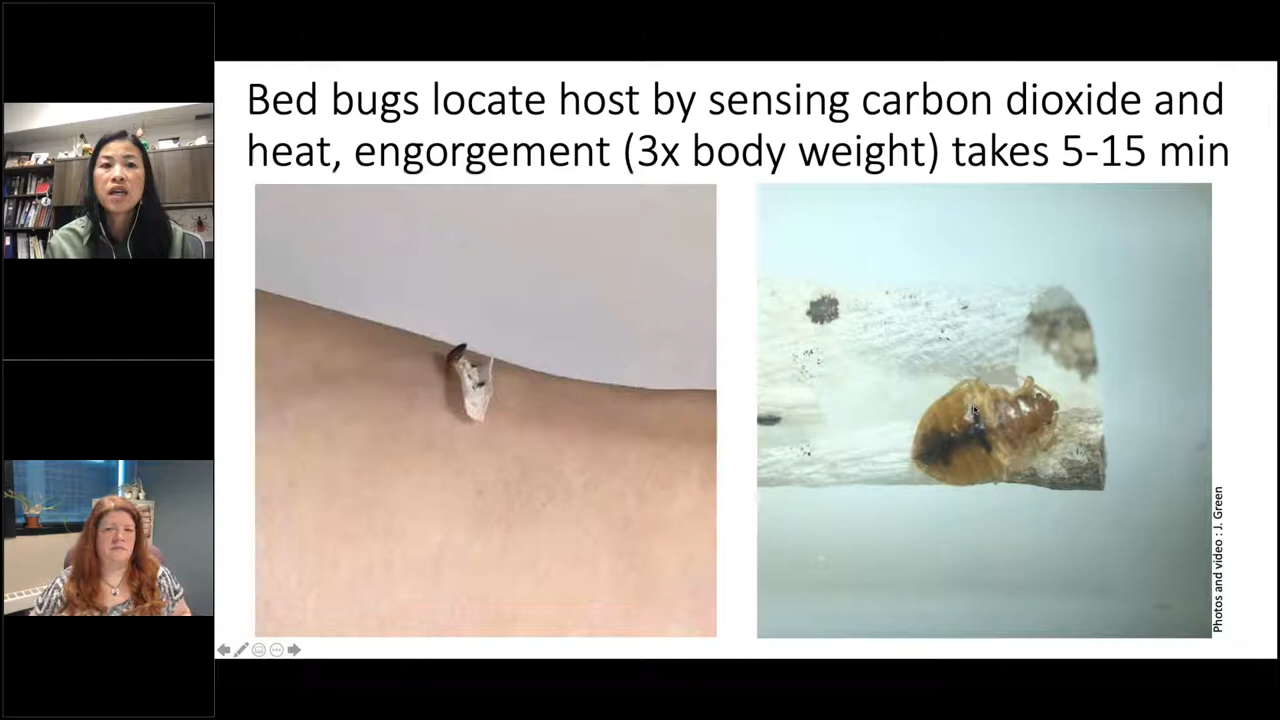 Bed bugs locate host by sensing carbon dioxide and
heat, engorgement (3x body weight) takes 5-15 min
Photos and video : J. Green